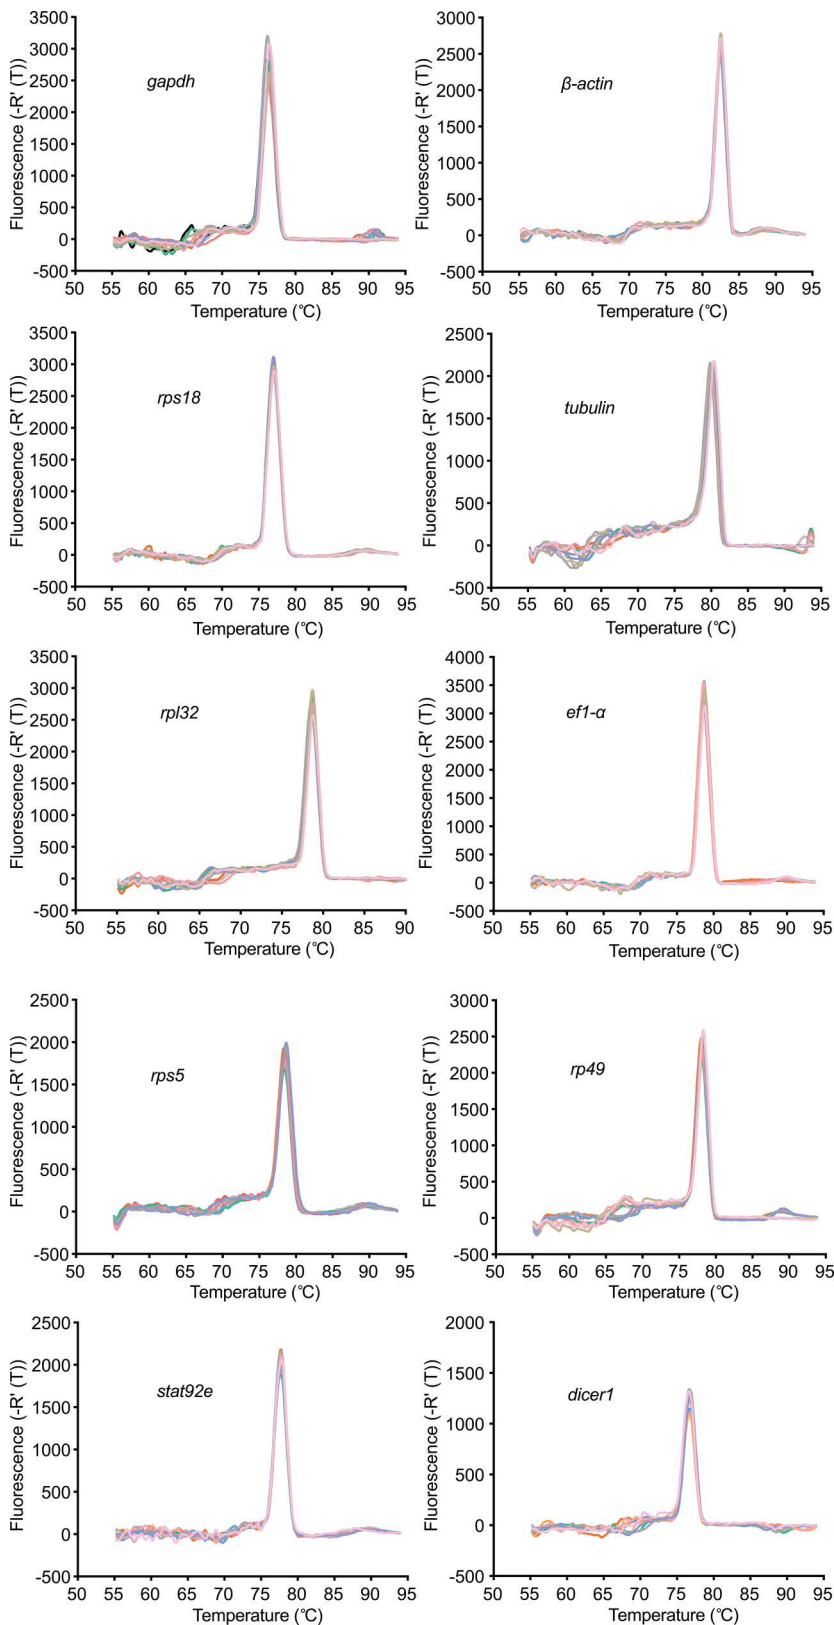 3500
3000
2500
2000
1500
1000
500
0
-500
Fluorescence (-R' (T))
gapdh
50 55 60 65 70 75 80 85 90 95
Temperature (°C)
3000
2500
2000
1500
1000
500
0
-500
Fluorescence (-R' (T))
β-actin
50 55 60 65 70 75 80 85 90 95
Temperature (°C)
3500
3000
2500
2000
1500
1000
500
0
-500
Fluorescence (-R' (T))
rps18
50 55 60 65 70 75 80 85 90 95
Temperature (°C)
2500
2000
1500
1000
500
0
-500
Fluorescence (-R' (T))
tubulin
50 55 60 65 70 75 80 85 90 95
Temperature (°C)
3500
3000
2500
2000
1500
1000
500
0
-500
Fluorescence (-R' (T))
rpl32
50 55 60 65 70 75 80 85 90
Temperature (°C)
4000
3500
3000
2500
2000
1500
1000
500
0
-500
Fluorescence (-R' (T))
ef1-α
50 55 60 65 70 75 80 85 90 95
Temperature (°C)
2500
2000
1500
1000
500
0
-500
Fluorescence (-R' (T))
rps5
50 55 60 65 70 75 80 85 90 95
Temperature (°C)
3000
2500
2000
1500
1000
500
0
-500
Fluorescence (-R' (T))
rp49
50 55 60 65 70 75 80 85 90 95
Temperature (°C)
2500
2000
1500
1000
500
0
-500
Fluorescence (-R' (T))
stat92e
50 55 60 65 70 75 80 85 90 95
Temperature (°C)
2000
1500
1000
500
0
-500
Fluorescence (-R' (T))
dicer1
50 55 60 65 70 75 80 85 90 95
Temperature (°C)